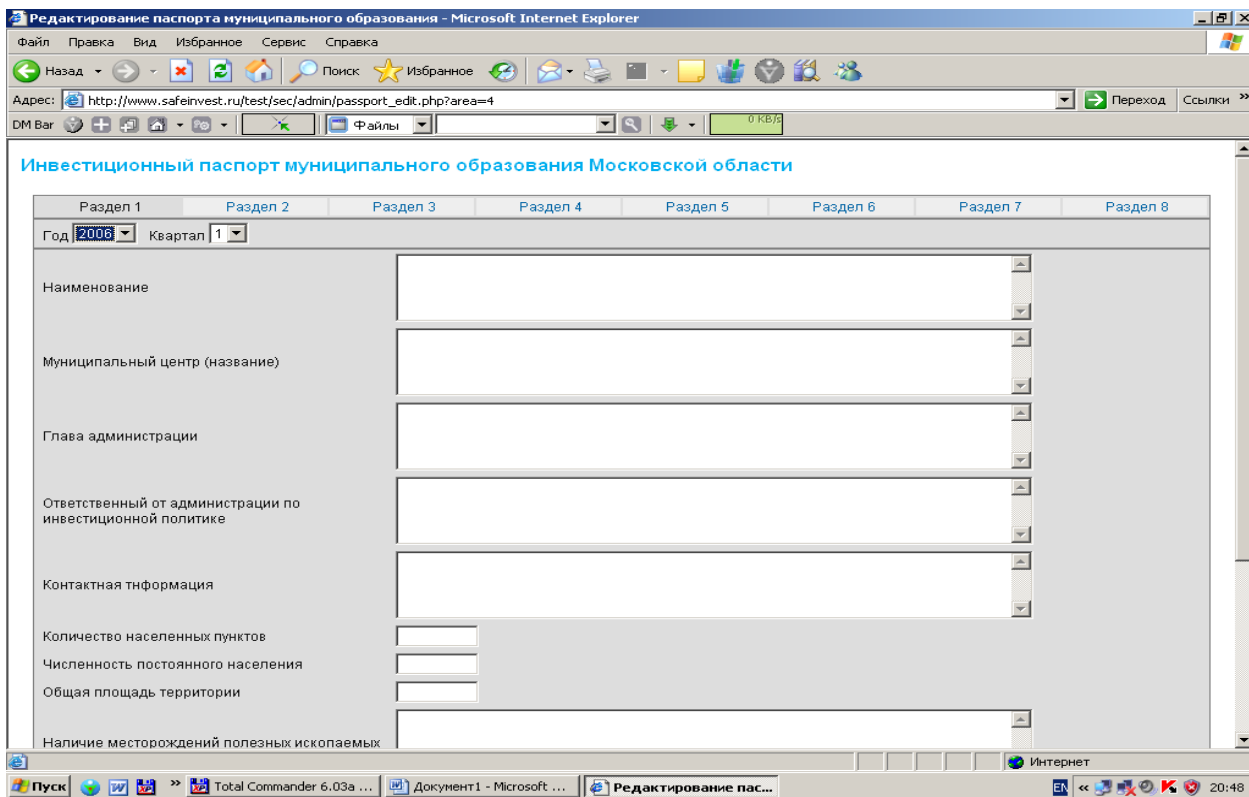 Редактирование паспорта муниципального образования - Microsoft Internet Explorer
Файл Правка Вид Избранное Сервис Справка
Назад Поиск Избранное
Адрес: http://www.safeinvest.ru/test/sec/admin/passport_edit.php?area=4 Переход Ссылки »
DM Bar Файлы 0 KB/s
Инвестиционный паспорт муниципального образования Московской области
Раздел 1 Раздел 2 Раздел 3 Раздел 4 Раздел 5 Раздел 6 Раздел 7 Раздел 8
Год 2006 Квартал 1
Наименование
Муниципальный центр (название)
Глава администрации
Ответственный от администрации по
инвестиционной политике
Контактная тнформация
Количество населенных пунктов
Численность постоянного населения
Общая площадь территории
Наличие месторождений полезных ископаемых
Интернет
Пуск » Total Commander 6.03a ... Документ1 - Microsoft ... Редактирование пас... EN « 20:48